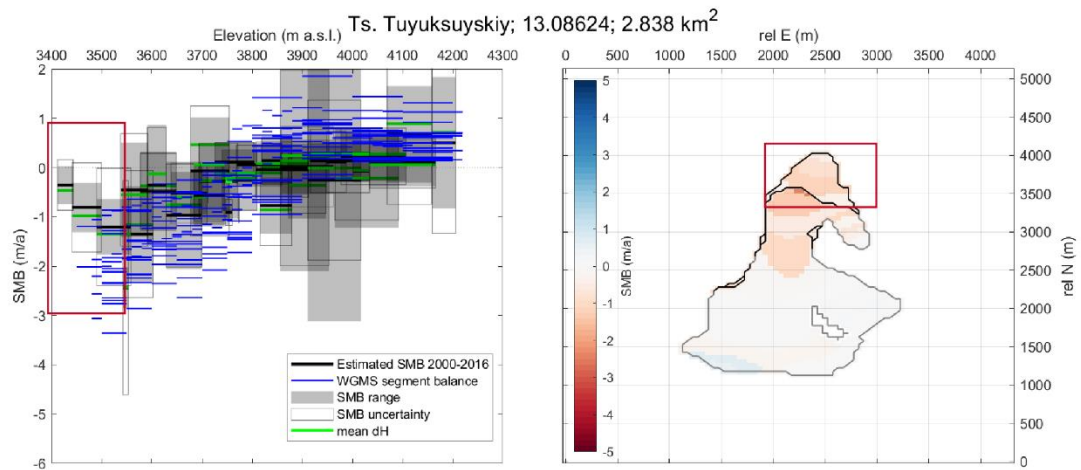 Ts. Tuyuksuyskiy; 13.08624; 2.838 km²
Elevation (m a.s.l.)
3400 3500 3600 3700 3800 3900 4000 4100 4200 4300
2
1
0
-1
-2
-3
-4
-5
-6
SMB (m/a)
Estimated SMB 2000-2016
WGMS segment balance
SMB range
SMB uncertainty
mean dH
rel E (m)
0 500 1000 1500 2000 2500 3000 3500 4000
5
4
3
2
1
0
-1
-2
-3
-4
-5
SMB (m/a)
5000
4500
4000
3500
3000
2500
2000
1500
1000
500
0
rel N (m)